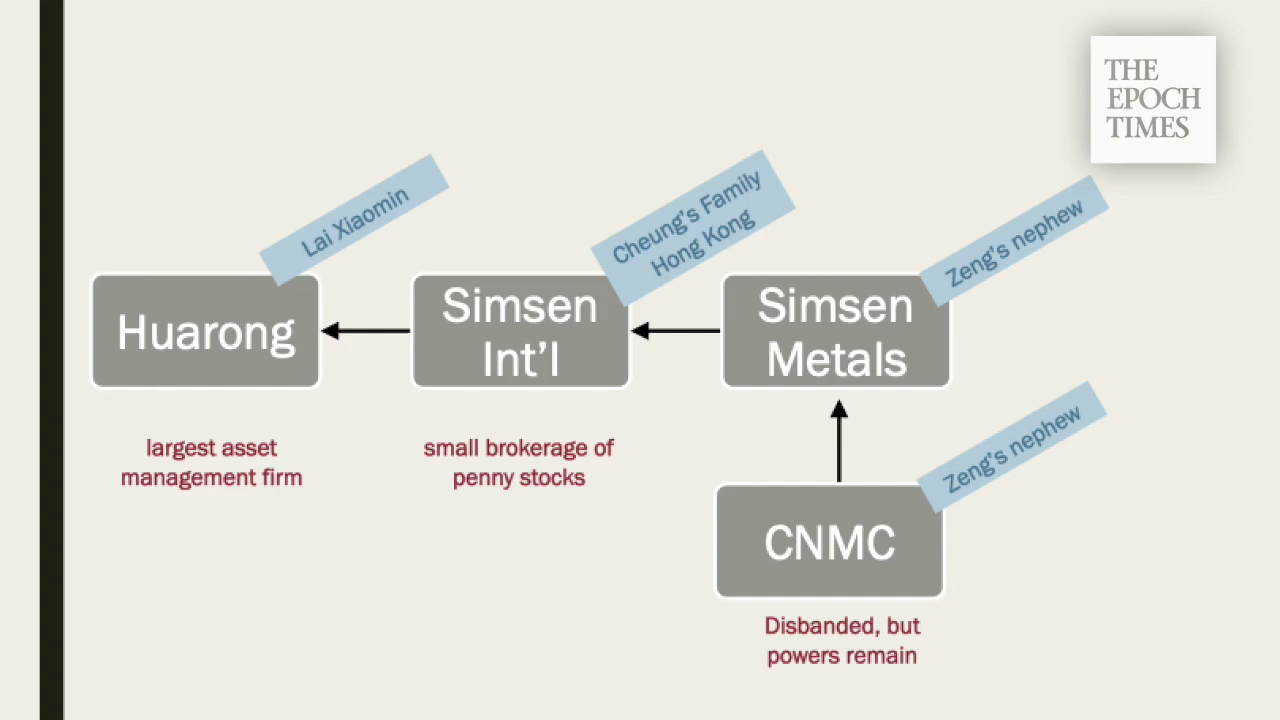 THE
EPOCH
TIMES
Lai Xiaomin
Cheung's Family
Hong Kong
Zeng's nephew
Huarong
Simsen
Int'l
Simsen
Metals
largest asset
management firm
small brokerage of
penny stocks
Zeng's nephew
CNMC
Disbanded, but
powers remain